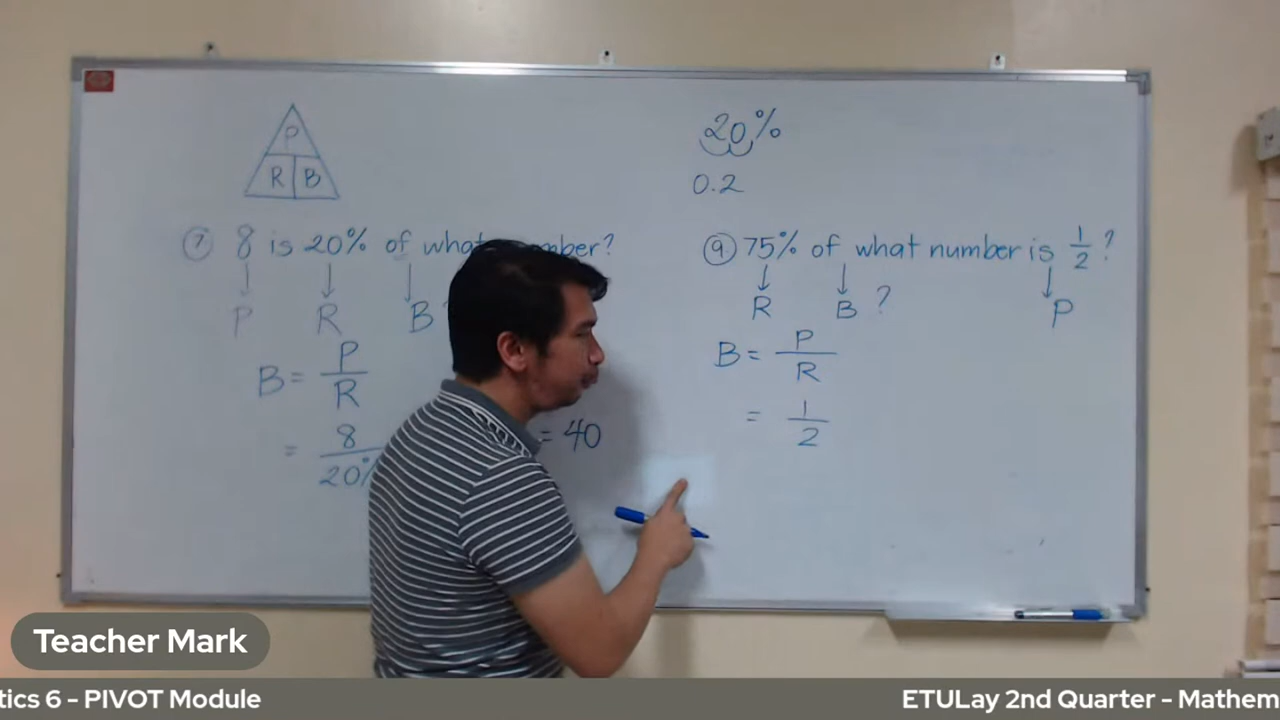 P
R B
20%
0.2
7 8 is 20% of what number?
P R B
B = P
R
= 8
20%
= 40
9 75% of what number is 1/2 ?
R B ? P
B = P
R
= 1
2
Teacher Mark
tics 6 - PIVOT Module
ETULay 2nd Quarter - Mathem